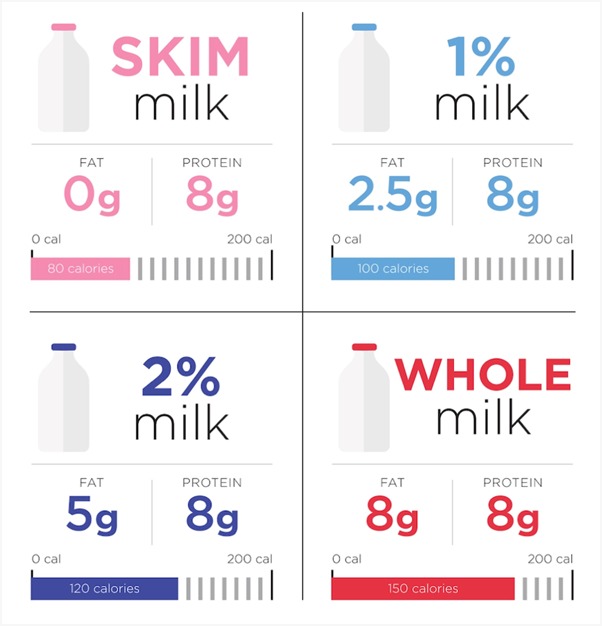 SKIM
milk
FAT PROTEIN
0g 8g
0 cal 200 cal
80 calories
1%
milk
FAT PROTEIN
2.5g 8g
0 cal 200 cal
100 calories
2%
milk
FAT PROTEIN
5g 8g
0 cal 200 cal
120 calories
WHOLE
milk
FAT PROTEIN
8g 8g
0 cal 200 cal
150 calories